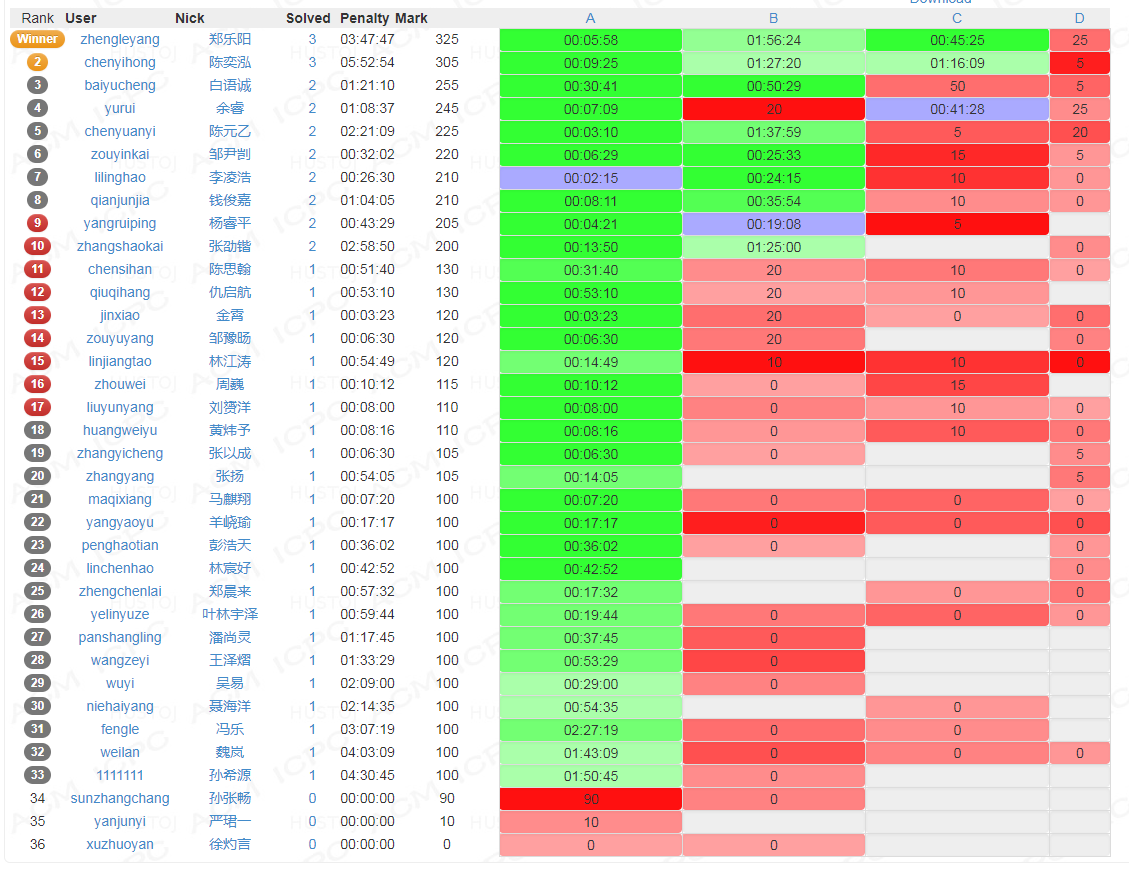 Download
Rank User Nick Solved Penalty Mark A B C D
Winner zhengleyang 郑乐阳 3 03:47:47 325 00:05:58 01:56:24 00:45:25 25
2 chenyihong 陈奕泓 3 05:52:54 305 00:09:25 01:27:20 01:16:09 5
3 baiyucheng 白语诚 2 01:21:10 255 00:30:41 00:50:29 50 5
4 yurui 余睿 2 01:08:37 245 00:07:09 20 00:41:28 25
5 chenyuanyi 陈元乙 2 02:21:09 225 00:03:10 01:37:59 5 20
6 zouyinkai 邹尹剀 2 00:32:02 220 00:06:29 00:25:33 15 5
7 lilinghao 李凌浩 2 00:26:30 210 00:02:15 00:24:15 10 0
8 qianjunjia 钱俊嘉 2 01:04:05 210 00:08:11 00:35:54 10 0
9 yangruiping 杨睿平 2 00:43:29 205 00:04:21 00:19:08 5
10 zhangshaokai 张劭锴 2 02:58:50 200 00:13:50 01:25:00 0
11 chensihan 陈思翰 1 00:51:40 130 00:31:40 20 10 0
12 qiuqihang 仇启航 1 00:53:10 130 00:53:10 20 10
13 jinxiao 金霄 1 00:03:23 120 00:03:23 20 0 0
14 zouyuyang 邹豫旸 1 00:06:30 120 00:06:30 20 0
15 linjiangtao 林江涛 1 00:54:49 120 00:14:49 10 10 0
16 zhouwei 周巍 1 00:10:12 115 00:10:12 0 15
17 liuyunyang 刘赟洋 1 00:08:00 110 00:08:00 0 10 0
18 huangweiyu 黄炜予 1 00:08:16 110 00:08:16 0 10 0
19 zhangyicheng 张以成 1 00:06:30 105 00:06:30 0 5
20 zhangyang 张扬 1 00:54:05 105 00:14:05 5
21 maqixiang 马麒翔 1 00:07:20 100 00:07:20 0 0 0
22 yangyaoyu 羊峣瑜 1 00:17:17 100 00:17:17 0 0 0
23 penghaotian 彭浩天 1 00:36:02 100 00:36:02 0 0
24 linchenhao 林宸好 1 00:42:52 100 00:42:52 0
25 zhengchenlai 郑晨来 1 00:57:32 100 00:17:32 0 0
26 yelinyuze 叶林宇泽 1 00:59:44 100 00:19:44 0 0 0
27 panshangling 潘尚灵 1 01:17:45 100 00:37:45 0
28 wangzeyi 王泽熠 1 01:33:29 100 00:53:29 0
29 wuyi 吴易 1 02:09:00 100 00:29:00 0
30 niehaiyang 聂海洋 1 02:14:35 100 00:54:35 0
31 fengle 冯乐 1 03:07:19 100 02:27:19 0 0
32 weilan 魏岚 1 04:03:09 100 01:43:09 0 0 0
33 1111111 孙希源 1 04:30:45 100 01:50:45 0
34 sunzhangchang 孙张畅 0 00:00:00 90 90 0
35 yanjunyi 严珺一 0 00:00:00 10 10
36 xuzhuoyan 徐灼言 0 00:00:00 0 0 0